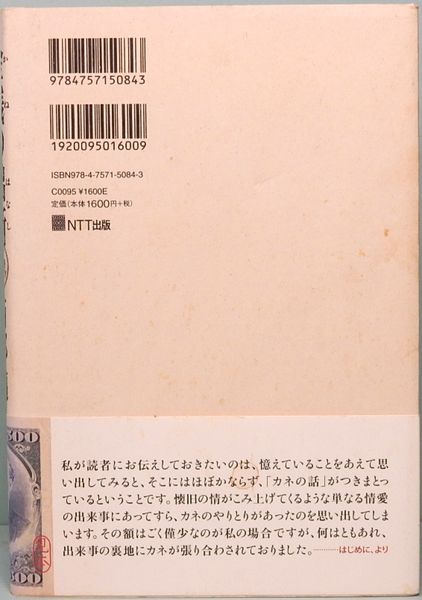 9784757150843
1920095016009
ISBN978-4-7571-5084-3
C0095 ¥1600E
定価(本体1600円+税)
NTT出版
私が読者にお伝えしておきたいのは、憶えていることをあえて思
い出してみると、そこにはほぼかならず、「カネの話」がつきまとっ
ているということです。懐旧の情がこみ上げてくるような単なる情愛
の出来事にあってすら、カネのやりとりがあったのを思い出してしま
います。その額はごく僅少なのが私の場合ですが、何はともあれ、
出来事の裏地にカネが張り合わされておりました。………はじめに、より